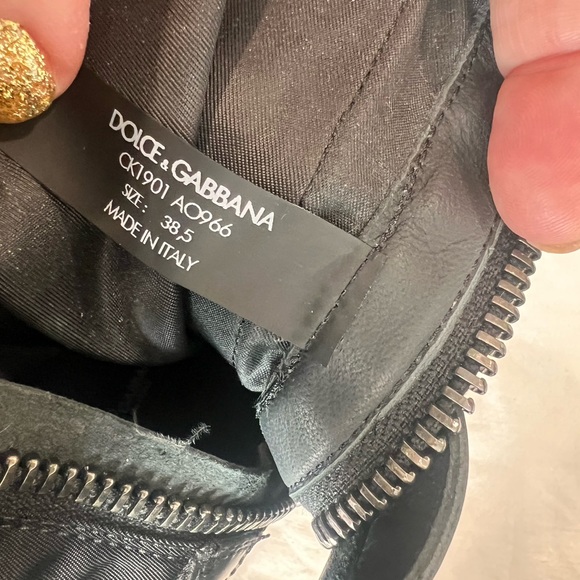 DOLCE & GABBANA
CK1901 AO966
SIZE: 38,5
MADE IN ITALY